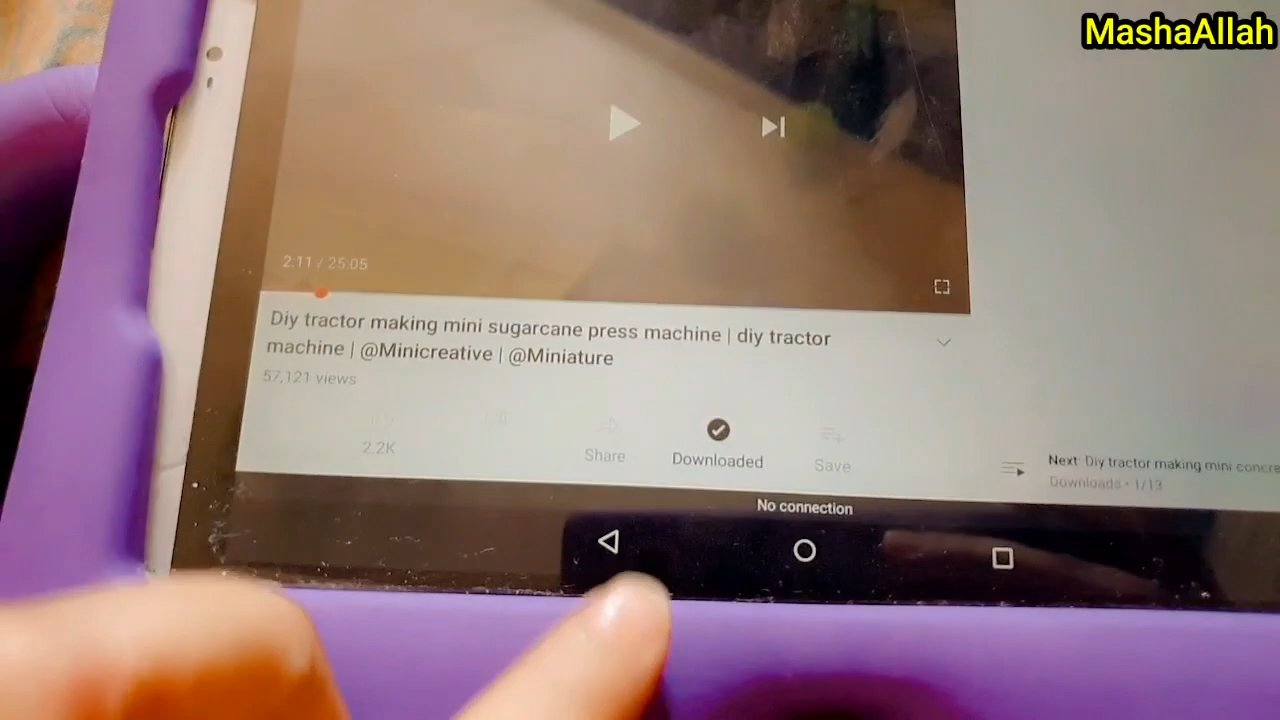 MashaAllah
2:11 / 25:05
Diy tractor making mini sugarcane press machine | diy tractor
machine | @Minicreative | @Miniature
57,121 views
2.2K
Share
Downloaded
Save
Next: Diy tractor making mini concre
Downloads • 1/13
No connection